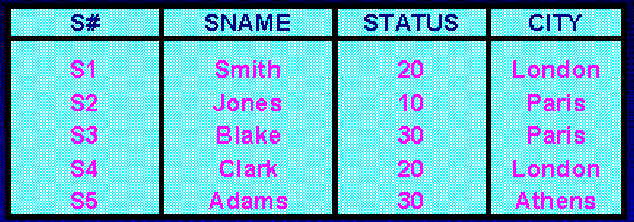 S# SNAME STATUS CITY
S1 Smith 20 London
S2 Jones 10 Paris
S3 Blake 30 Paris
S4 Clark 20 London
S5 Adams 30 Athens